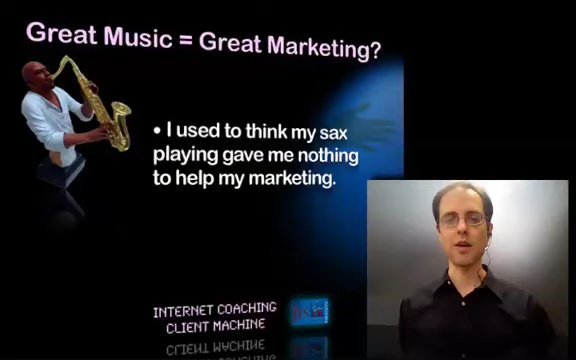 Great Music = Great Marketing?
• I used to think my sax
playing gave me nothing
to help my marketing.
INTERNET COACHING
CLIENT MACHINE